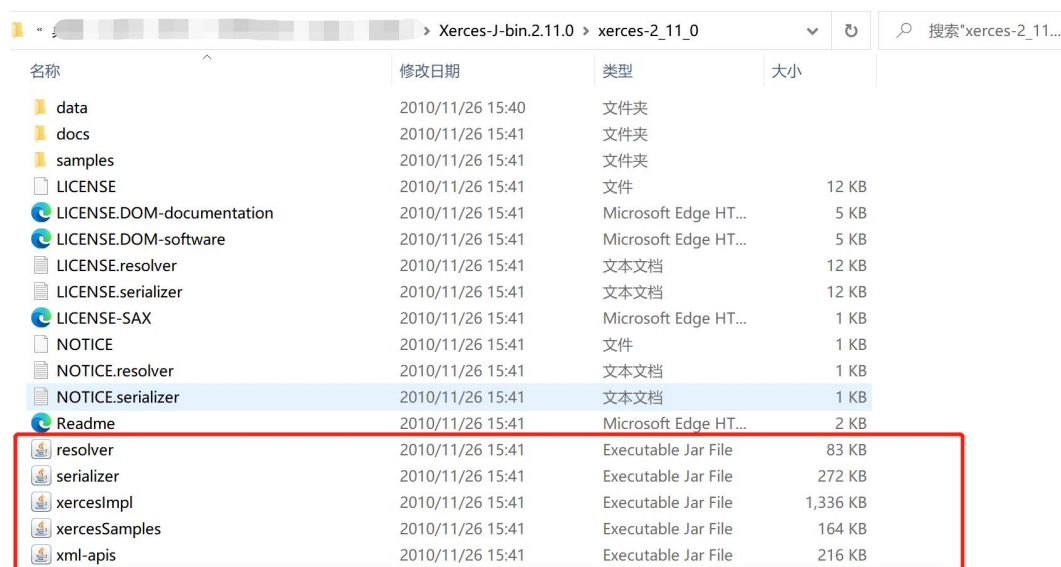 « > Xerces-J-bin.2.11.0 > xerces-2_11_0 搜索"xerces-2_11...
名称 修改日期 类型 大小
data 2010/11/26 15:40 文件夹
docs 2010/11/26 15:41 文件夹
samples 2010/11/26 15:41 文件夹
LICENSE 2010/11/26 15:41 文件 12 KB
LICENSE.DOM-documentation 2010/11/26 15:41 Microsoft Edge HT... 5 KB
LICENSE.DOM-software 2010/11/26 15:41 Microsoft Edge HT... 5 KB
LICENSE.resolver 2010/11/26 15:41 文本文档 12 KB
LICENSE.serializer 2010/11/26 15:41 文本文档 12 KB
LICENSE-SAX 2010/11/26 15:41 Microsoft Edge HT... 1 KB
NOTICE 2010/11/26 15:41 文件 1 KB
NOTICE.resolver 2010/11/26 15:41 文本文档 1 KB
NOTICE.serializer 2010/11/26 15:41 文本文档 1 KB
Readme 2010/11/26 15:41 Microsoft Edge HT... 2 KB
resolver 2010/11/26 15:41 Executable Jar File 83 KB
serializer 2010/11/26 15:41 Executable Jar File 272 KB
xercesImpl 2010/11/26 15:41 Executable Jar File 1,336 KB
xercesSamples 2010/11/26 15:41 Executable Jar File 164 KB
xml-apis 2010/11/26 15:41 Executable Jar File 216 KB